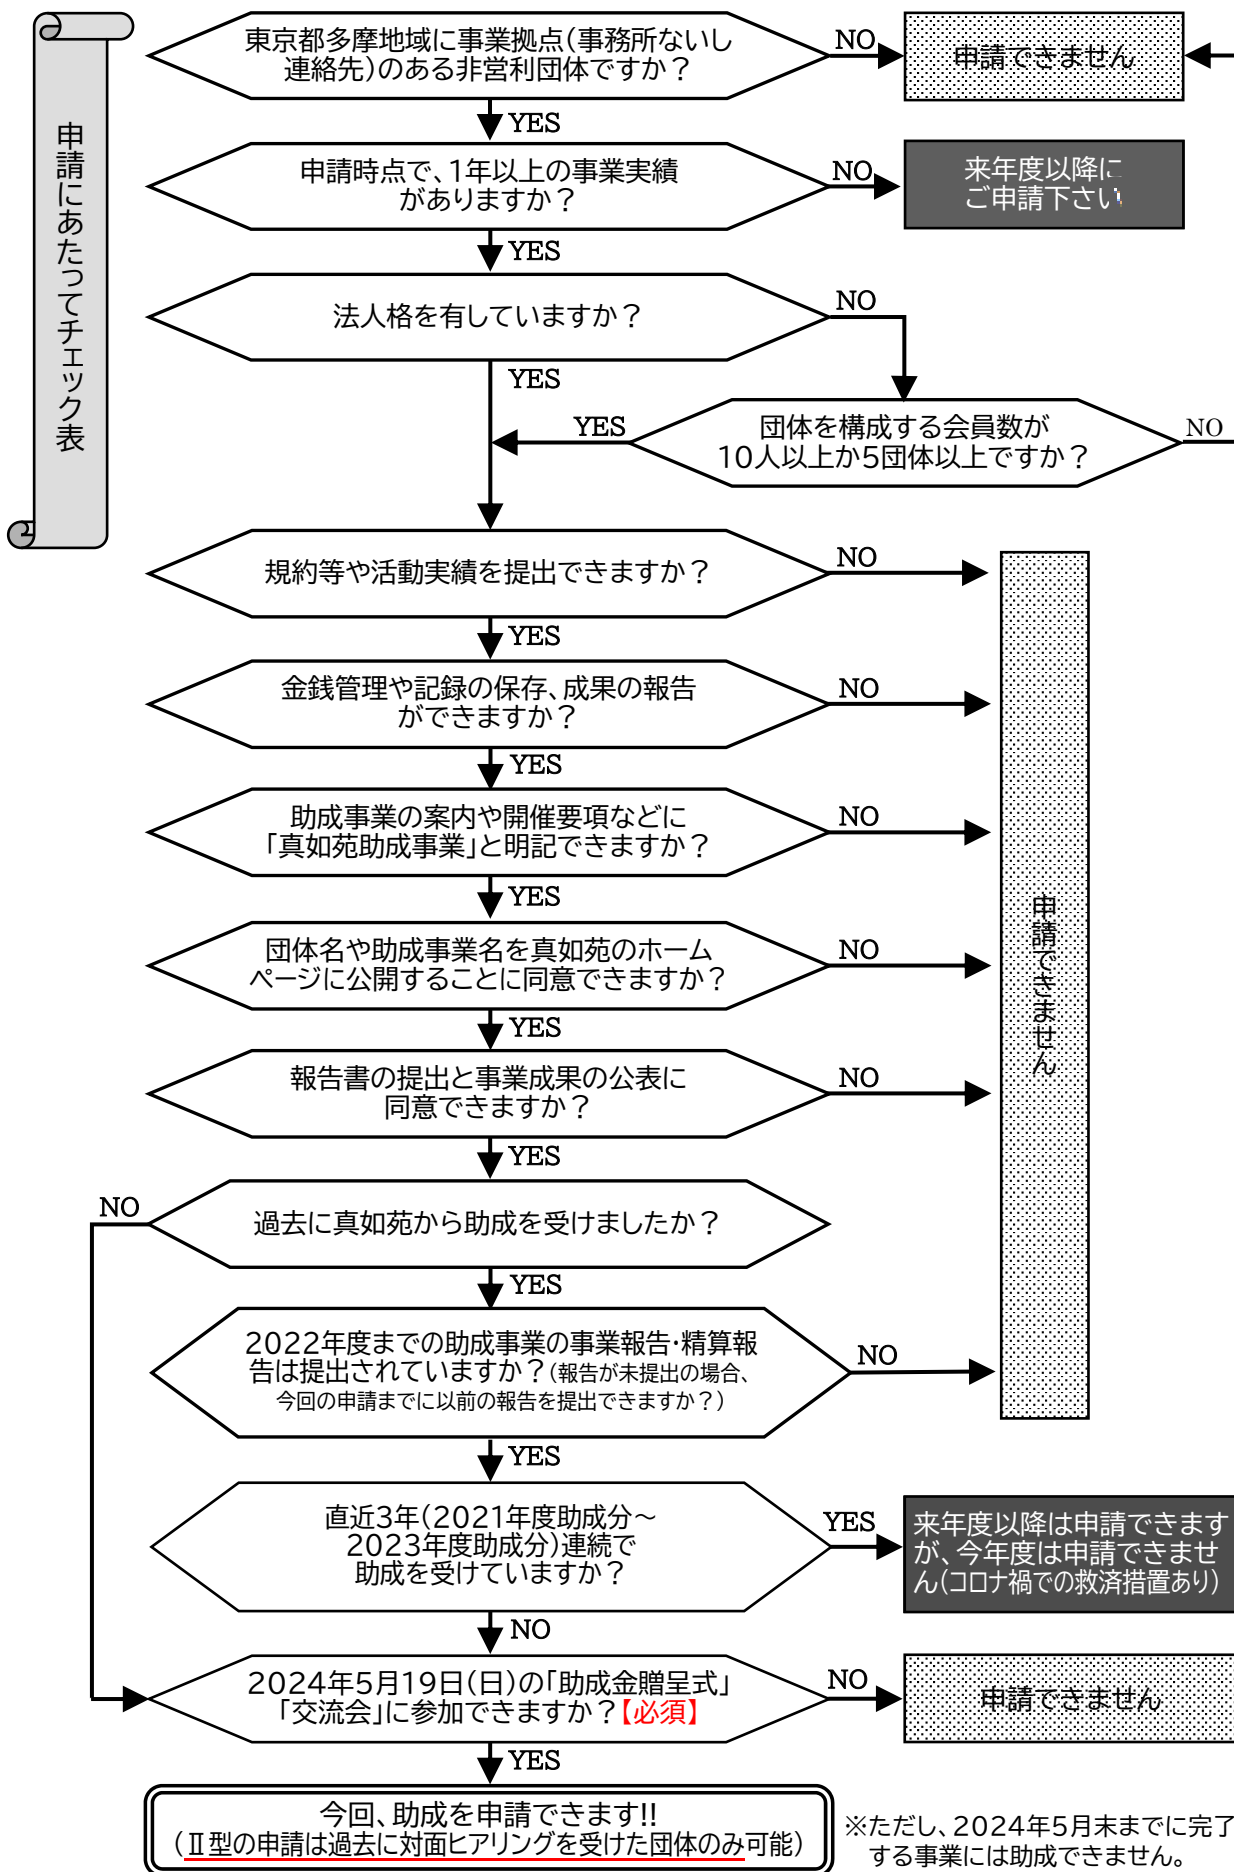 申請にあたってチェック表
東京都多摩地域に事業拠点(事務所ないし
連絡先)のある非営利団体ですか？
NO
申請できません
YES
申請時点で、1年以上の事業実績
がありますか？
NO
来年度以降に
ご申請下さい
YES
法人格を有していますか？
NO
YES
団体を構成する会員数が
10人以上か5団体以上ですか？
YES
NO
規約等や活動実績を提出できますか？
NO
YES
金銭管理や記録の保存、成果の報告
ができますか？
NO
YES
助成事業の案内や開催要項などに
「真如苑助成事業」と明記できますか？
NO
YES
団体名や助成事業名を真如苑のホーム
ページに公開することに同意できますか？
NO
YES
報告書の提出と事業成果の公表に
同意できますか？
NO
申請できません
YES
過去に真如苑から助成を受けましたか？
NO
YES
2022年度までの助成事業の事業報告・精算報
告は提出されていますか？(報告が未提出の場合、
今回の申請までに以前の報告を提出できますか？)
NO
YES
直近3年(2021年度助成分～
2023年度助成分)連続で
助成を受けていますか？
YES
来年度以降は申請できます
が、今年度は申請できませ
ん(コロナ禍での救済措置あり)
NO
2024年5月19日(日)の「助成金贈呈式」
「交流会」に参加できますか？【必須】
NO
申請できません
YES
今回、助成を申請できます!!
(Ⅱ型の申請は過去に対面ヒアリングを受けた団体のみ可能)
※ただし、2024年5月末までに完了
する事業には助成できません。